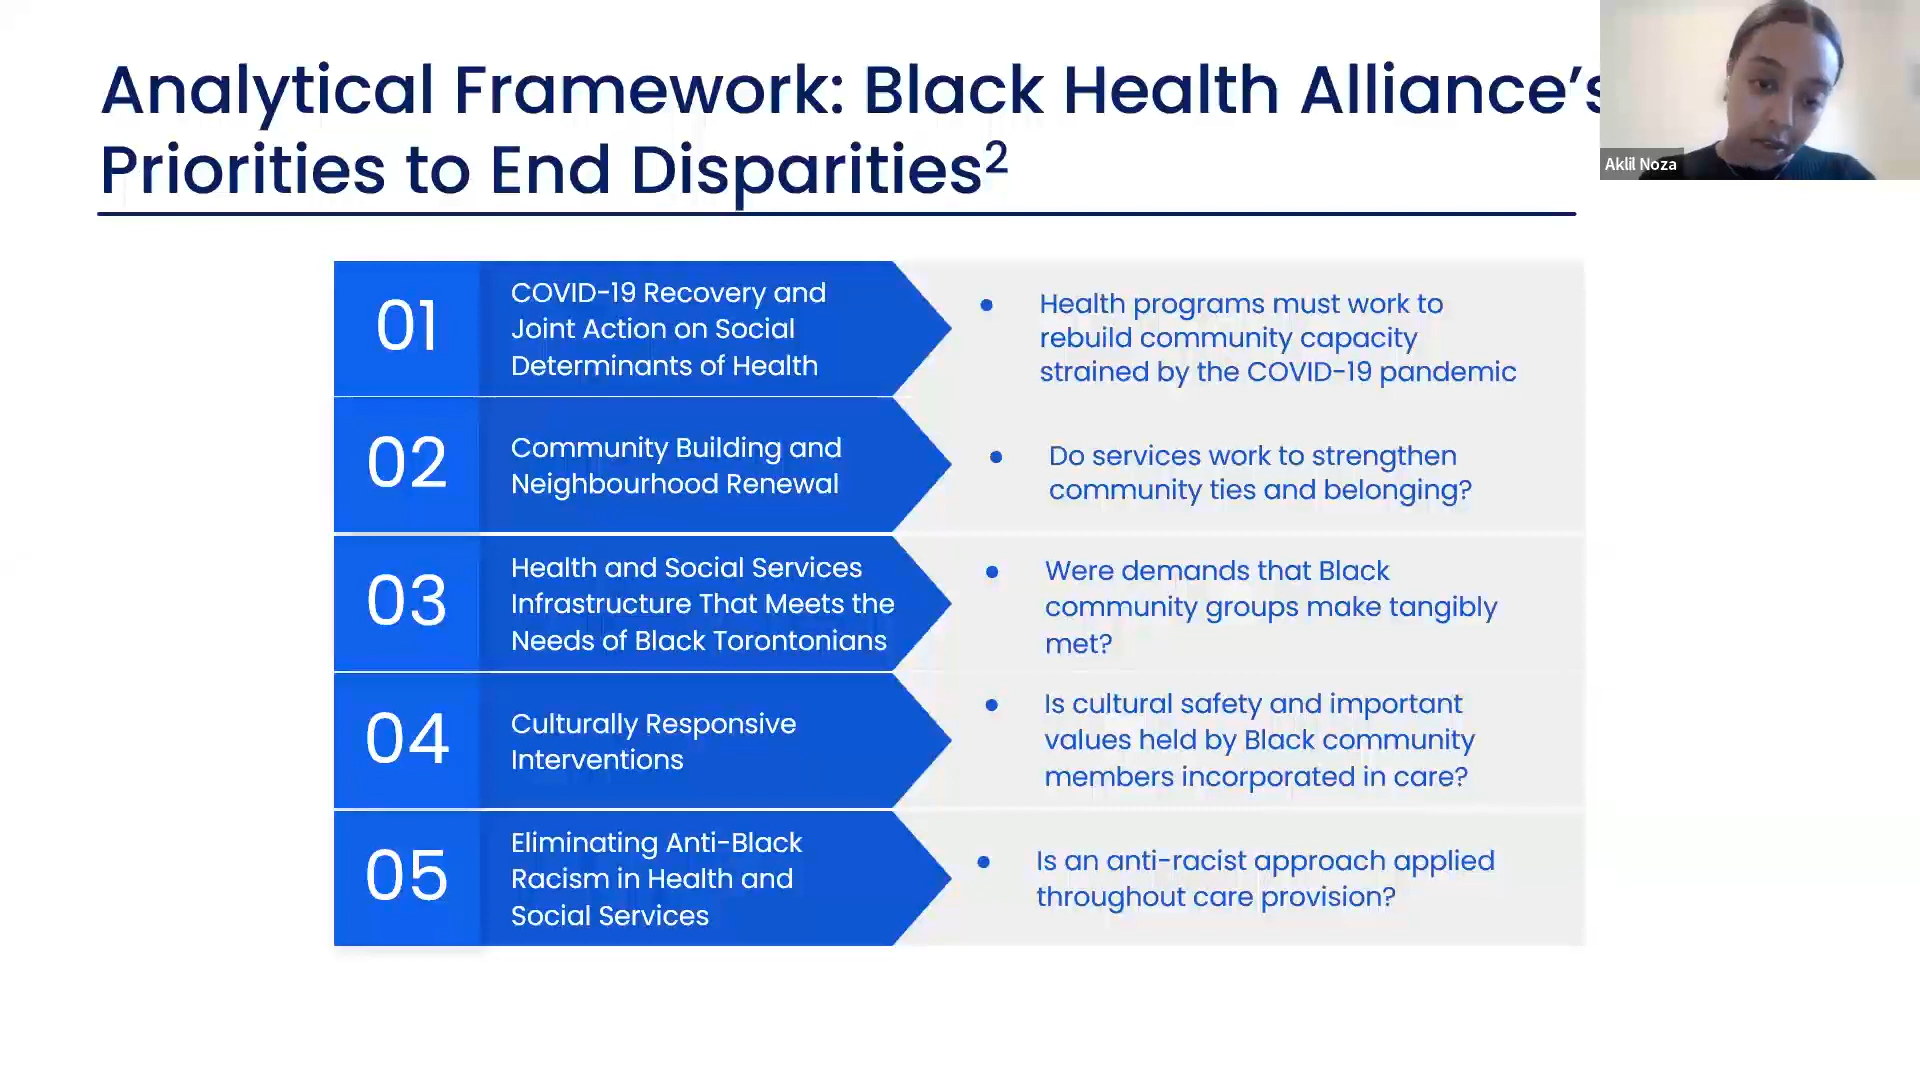 Analytical Framework: Black Health Alliance's
Priorities to End Disparities²
Aklil Noza
01
COVID-19 Recovery and
Joint Action on Social
Determinants of Health
Health programs must work to
rebuild community capacity
strained by the COVID-19 pandemic
02
Community Building and
Neighbourhood Renewal
Do services work to strengthen
community ties and belonging?
03
Health and Social Services
Infrastructure That Meets the
Needs of Black Torontonians
Were demands that Black
community groups make tangibly
met?
04
Culturally Responsive
Interventions
Is cultural safety and important
values held by Black community
members incorporated in care?
05
Eliminating Anti-Black
Racism in Health and
Social Services
Is an anti-racist approach applied
throughout care provision?